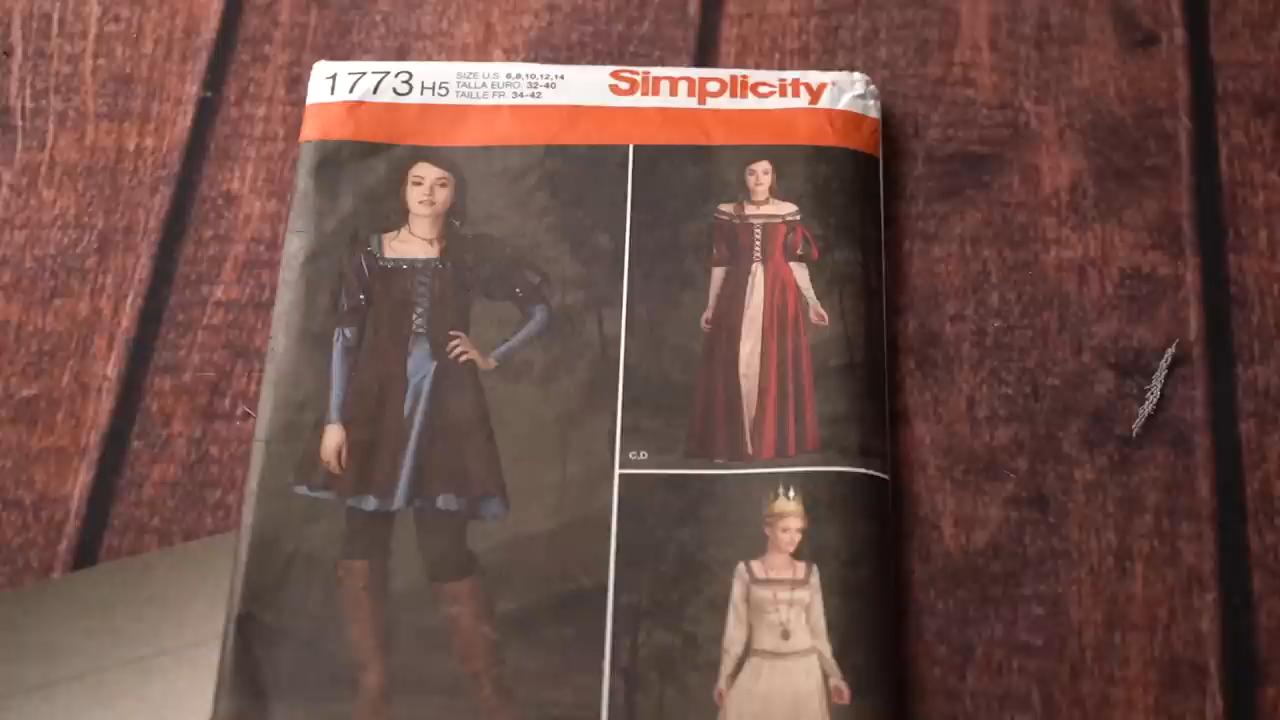 1773 H5
SIZE U.S. 6,8,10,12,14
TALLA EURO. 32-40
TAILLE FR. 34-42
Simplicity
C,D